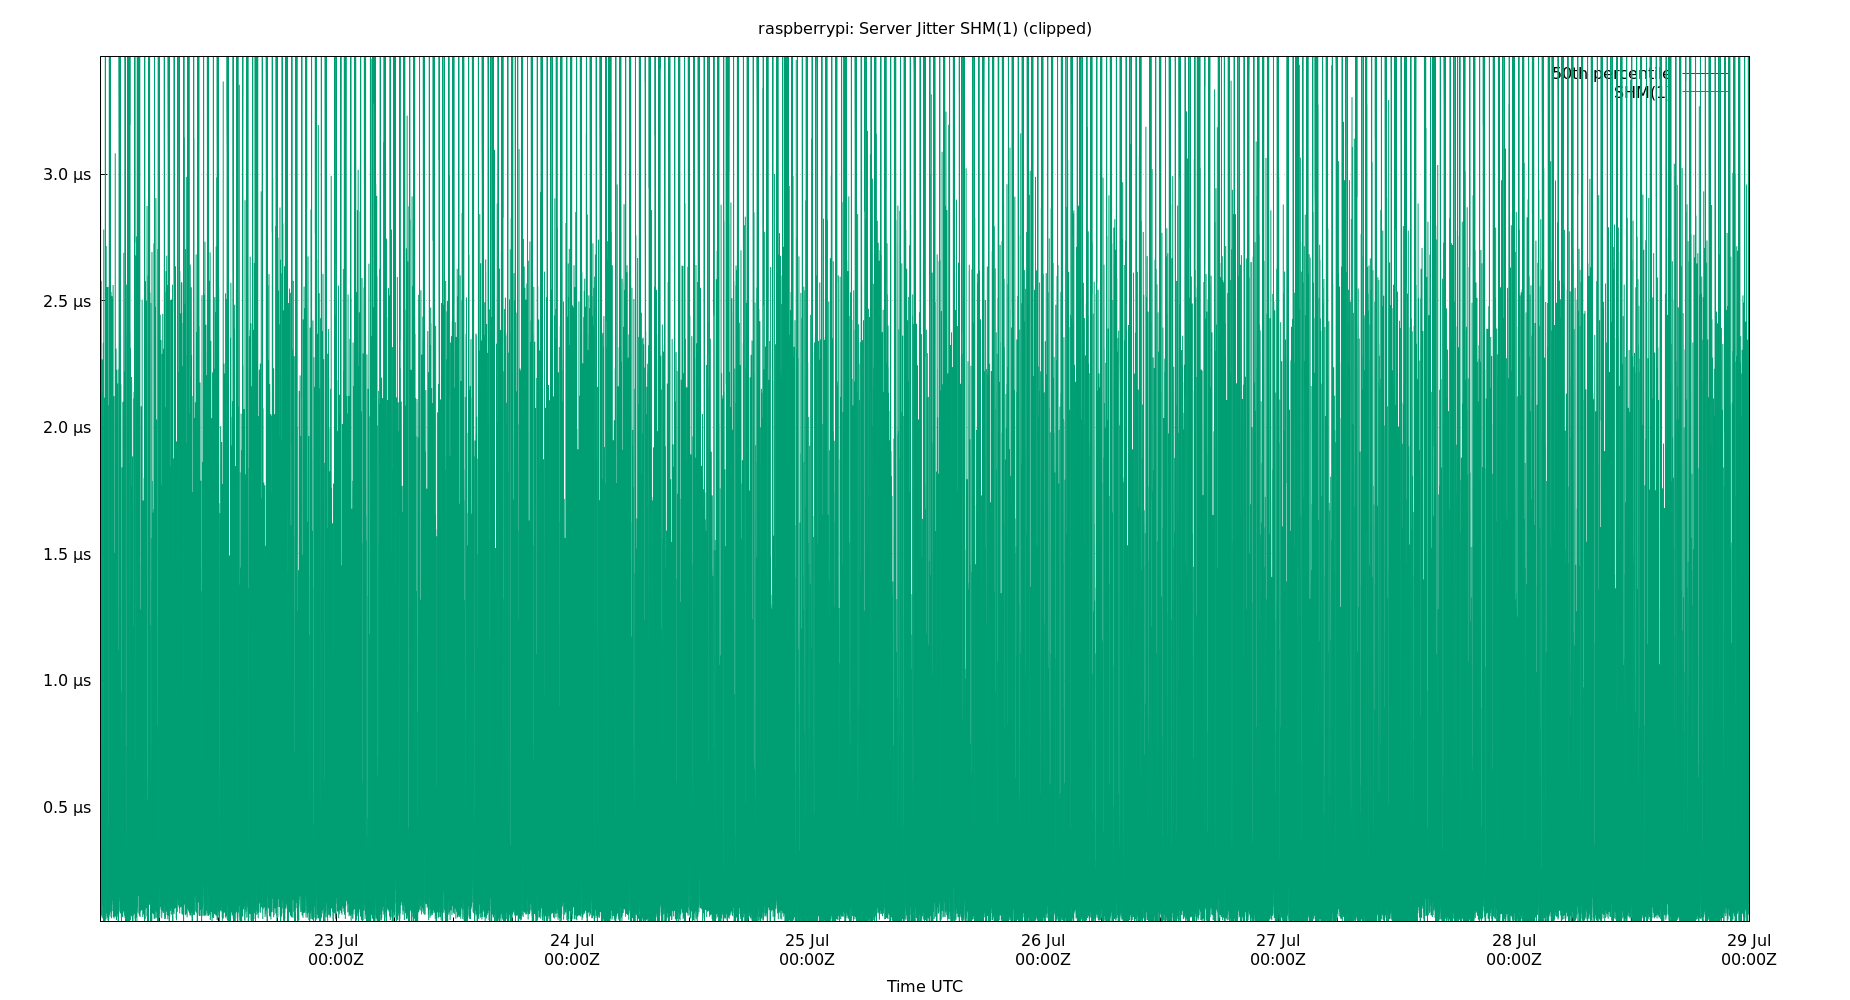 raspberrypi: Server Jitter SHM(1) (clipped)
50th percentile
SHM(1)
3.0 µs
2.5 µs
2.0 µs
1.5 µs
1.0 µs
0.5 µs
23 Jul 24 Jul 25 Jul 26 Jul 27 Jul 28 Jul 29 Jul
00:00Z 00:00Z 00:00Z 00:00Z 00:00Z 00:00Z 00:00Z
Time UTC